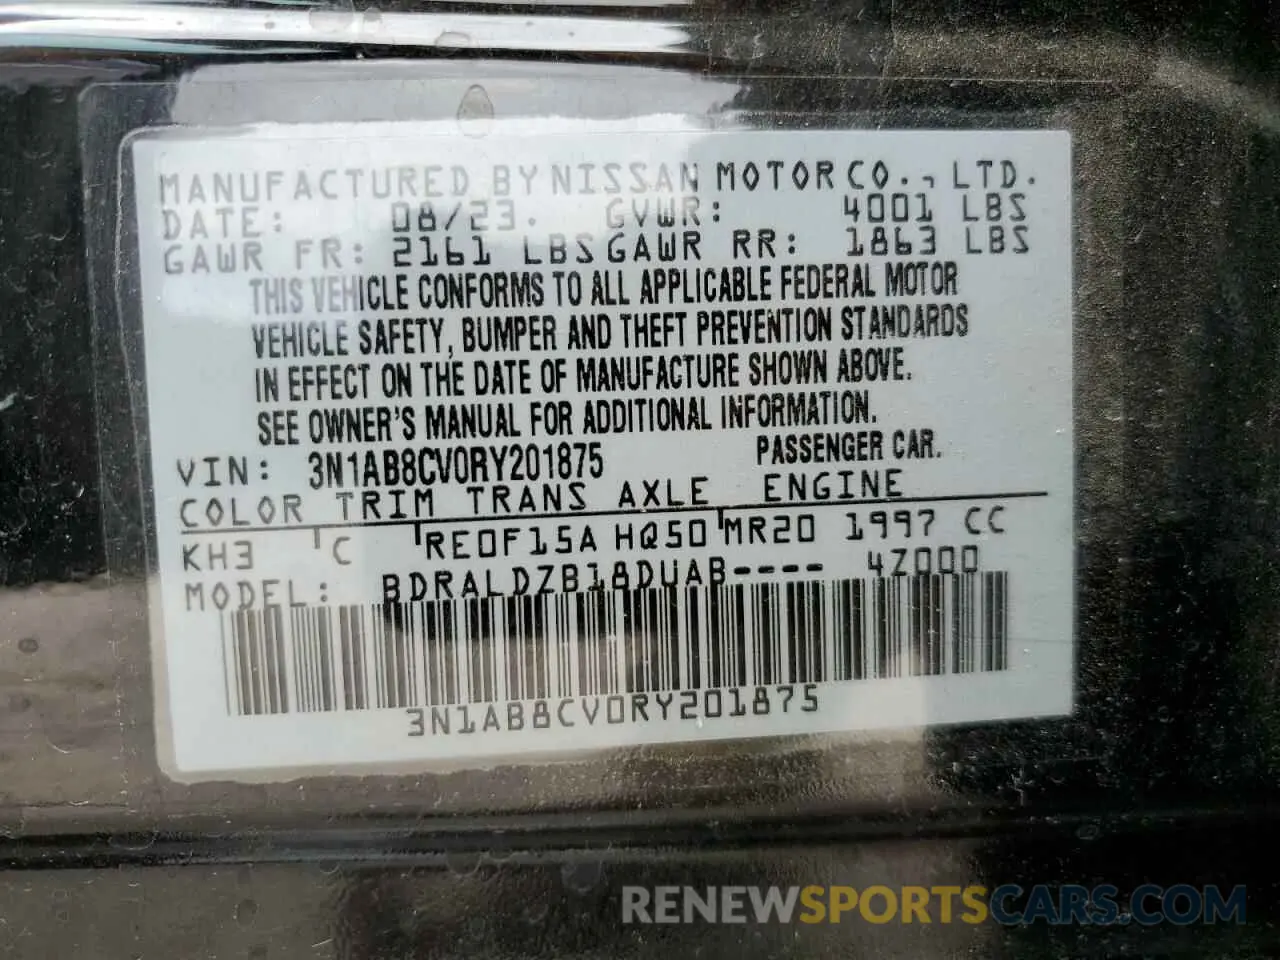 MANUFACTURED BY NISSAN MOTOR CO., LTD.
DATE: 08/23. GVWR: 4001 LBS
GAWR FR: 2161 LBS GAWR RR: 1863 LBS
THIS VEHICLE CONFORMS TO ALL APPLICABLE FEDERAL MOTOR
VEHICLE SAFETY, BUMPER AND THEFT PREVENTION STANDARDS
IN EFFECT ON THE DATE OF MANUFACTURE SHOWN ABOVE.
SEE OWNER'S MANUAL FOR ADDITIONAL INFORMATION.
VIN: 3N1AB8CV0RY201875 PASSENGER CAR.
COLOR TRIM TRANS AXLE ENGINE
KH3 C RE0F15A HQ50 MR20 1997 CC
MODEL: BDRALDZB18DUAB---- 4Z000
3N1AB8CV0RY201875
RENEWSPORTSCARS.COM